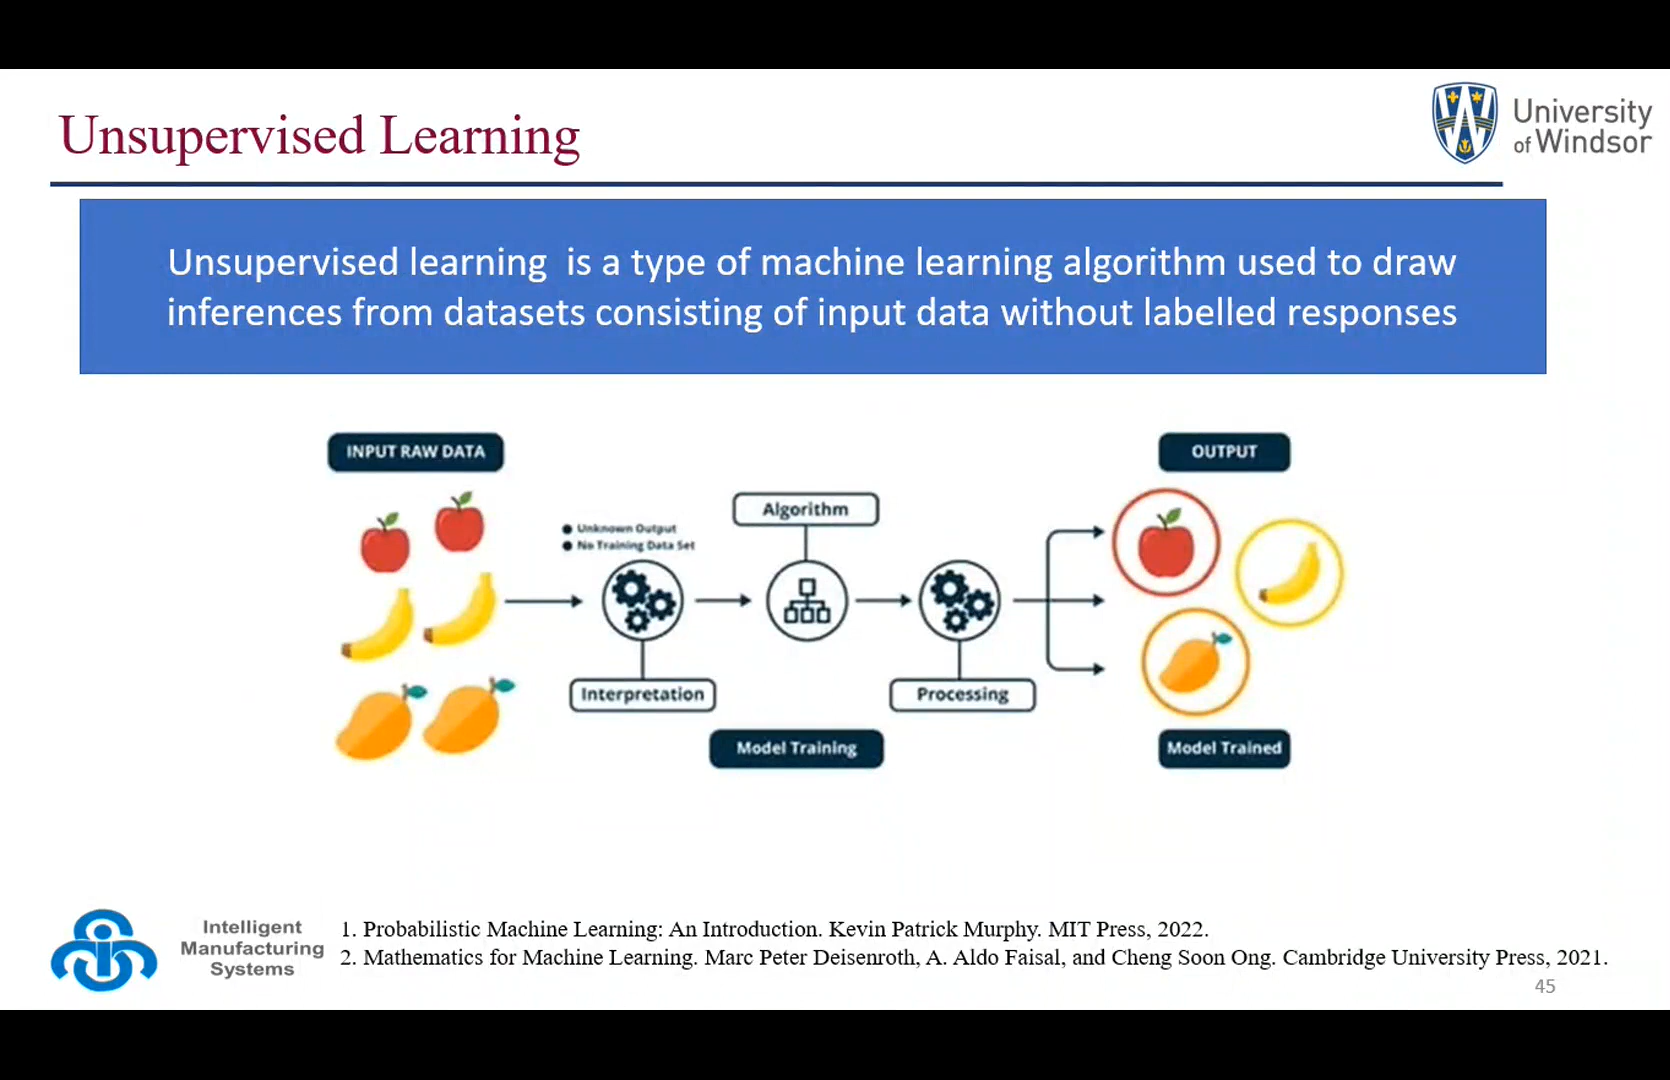 Unsupervised Learning
University
of Windsor
Unsupervised learning  is a type of machine learning algorithm used to draw
inferences from datasets consisting of input data without labelled responses
INPUT RAW DATA
OUTPUT
Algorithm
● Unknown Output
● No Training Data Set
Interpretation
Processing
Model Training
Model Trained
Intelligent
Manufacturing
Systems
1. Probabilistic Machine Learning: An Introduction. Kevin Patrick Murphy. MIT Press, 2022.
2. Mathematics for Machine Learning. Marc Peter Deisenroth, A. Aldo Faisal, and Cheng Soon Ong. Cambridge University Press, 2021.
45